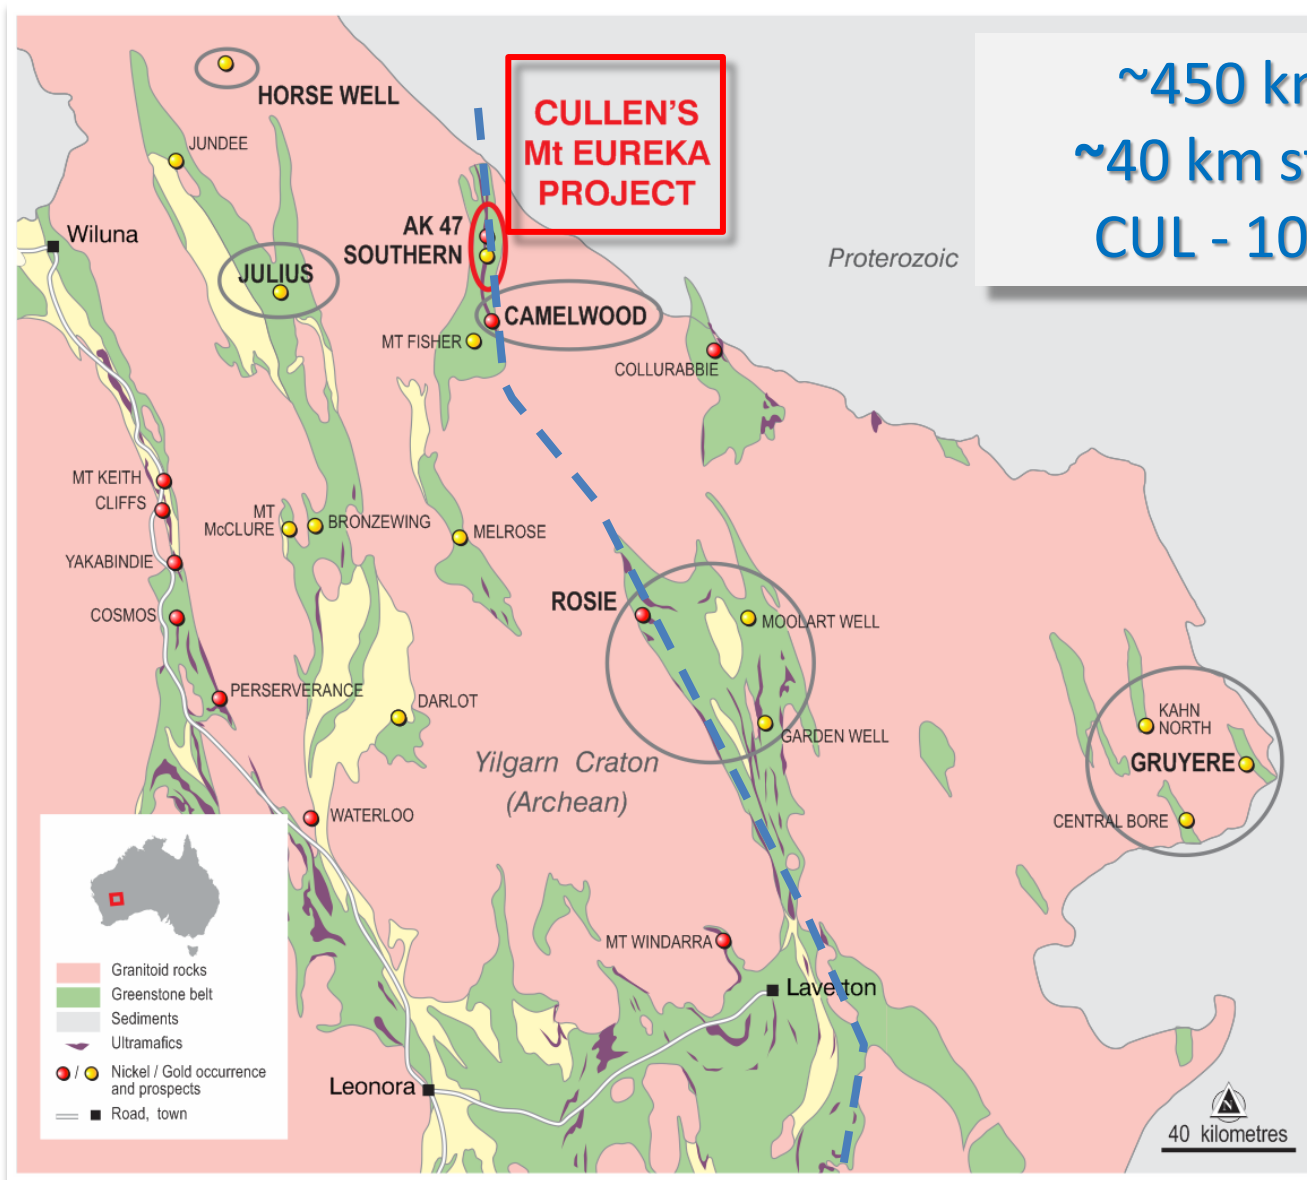 ~450 k
~40 km s
CUL - 10
CULLEN'S
Mt EUREKA
PROJECT
HORSE WELL
JUNDEE
Wiluna
AK 47
SOUTHERN
JULIUS
Proterozoic
CAMELWOOD
MT FISHER
COLLURABBIE
MT KEITH
CLIFFS
MT
McCLURE
BRONZEWING
MELROSE
YAKABINDIE
COSMOS
ROSIE
MOOLART WELL
PERSERVERANCE
DARLOT
GARDEN WELL
KAHN
NORTH
GRUYERE
Yilgarn Craton
(Archean)
WATERLOO
CENTRAL BORE
MT WINDARRA
Laverton
Leonora
Granitoid rocks
Greenstone belt
Sediments
Ultramafics
/ Nickel / Gold occurrence
and prospects
Road, town
N
40 kilometres